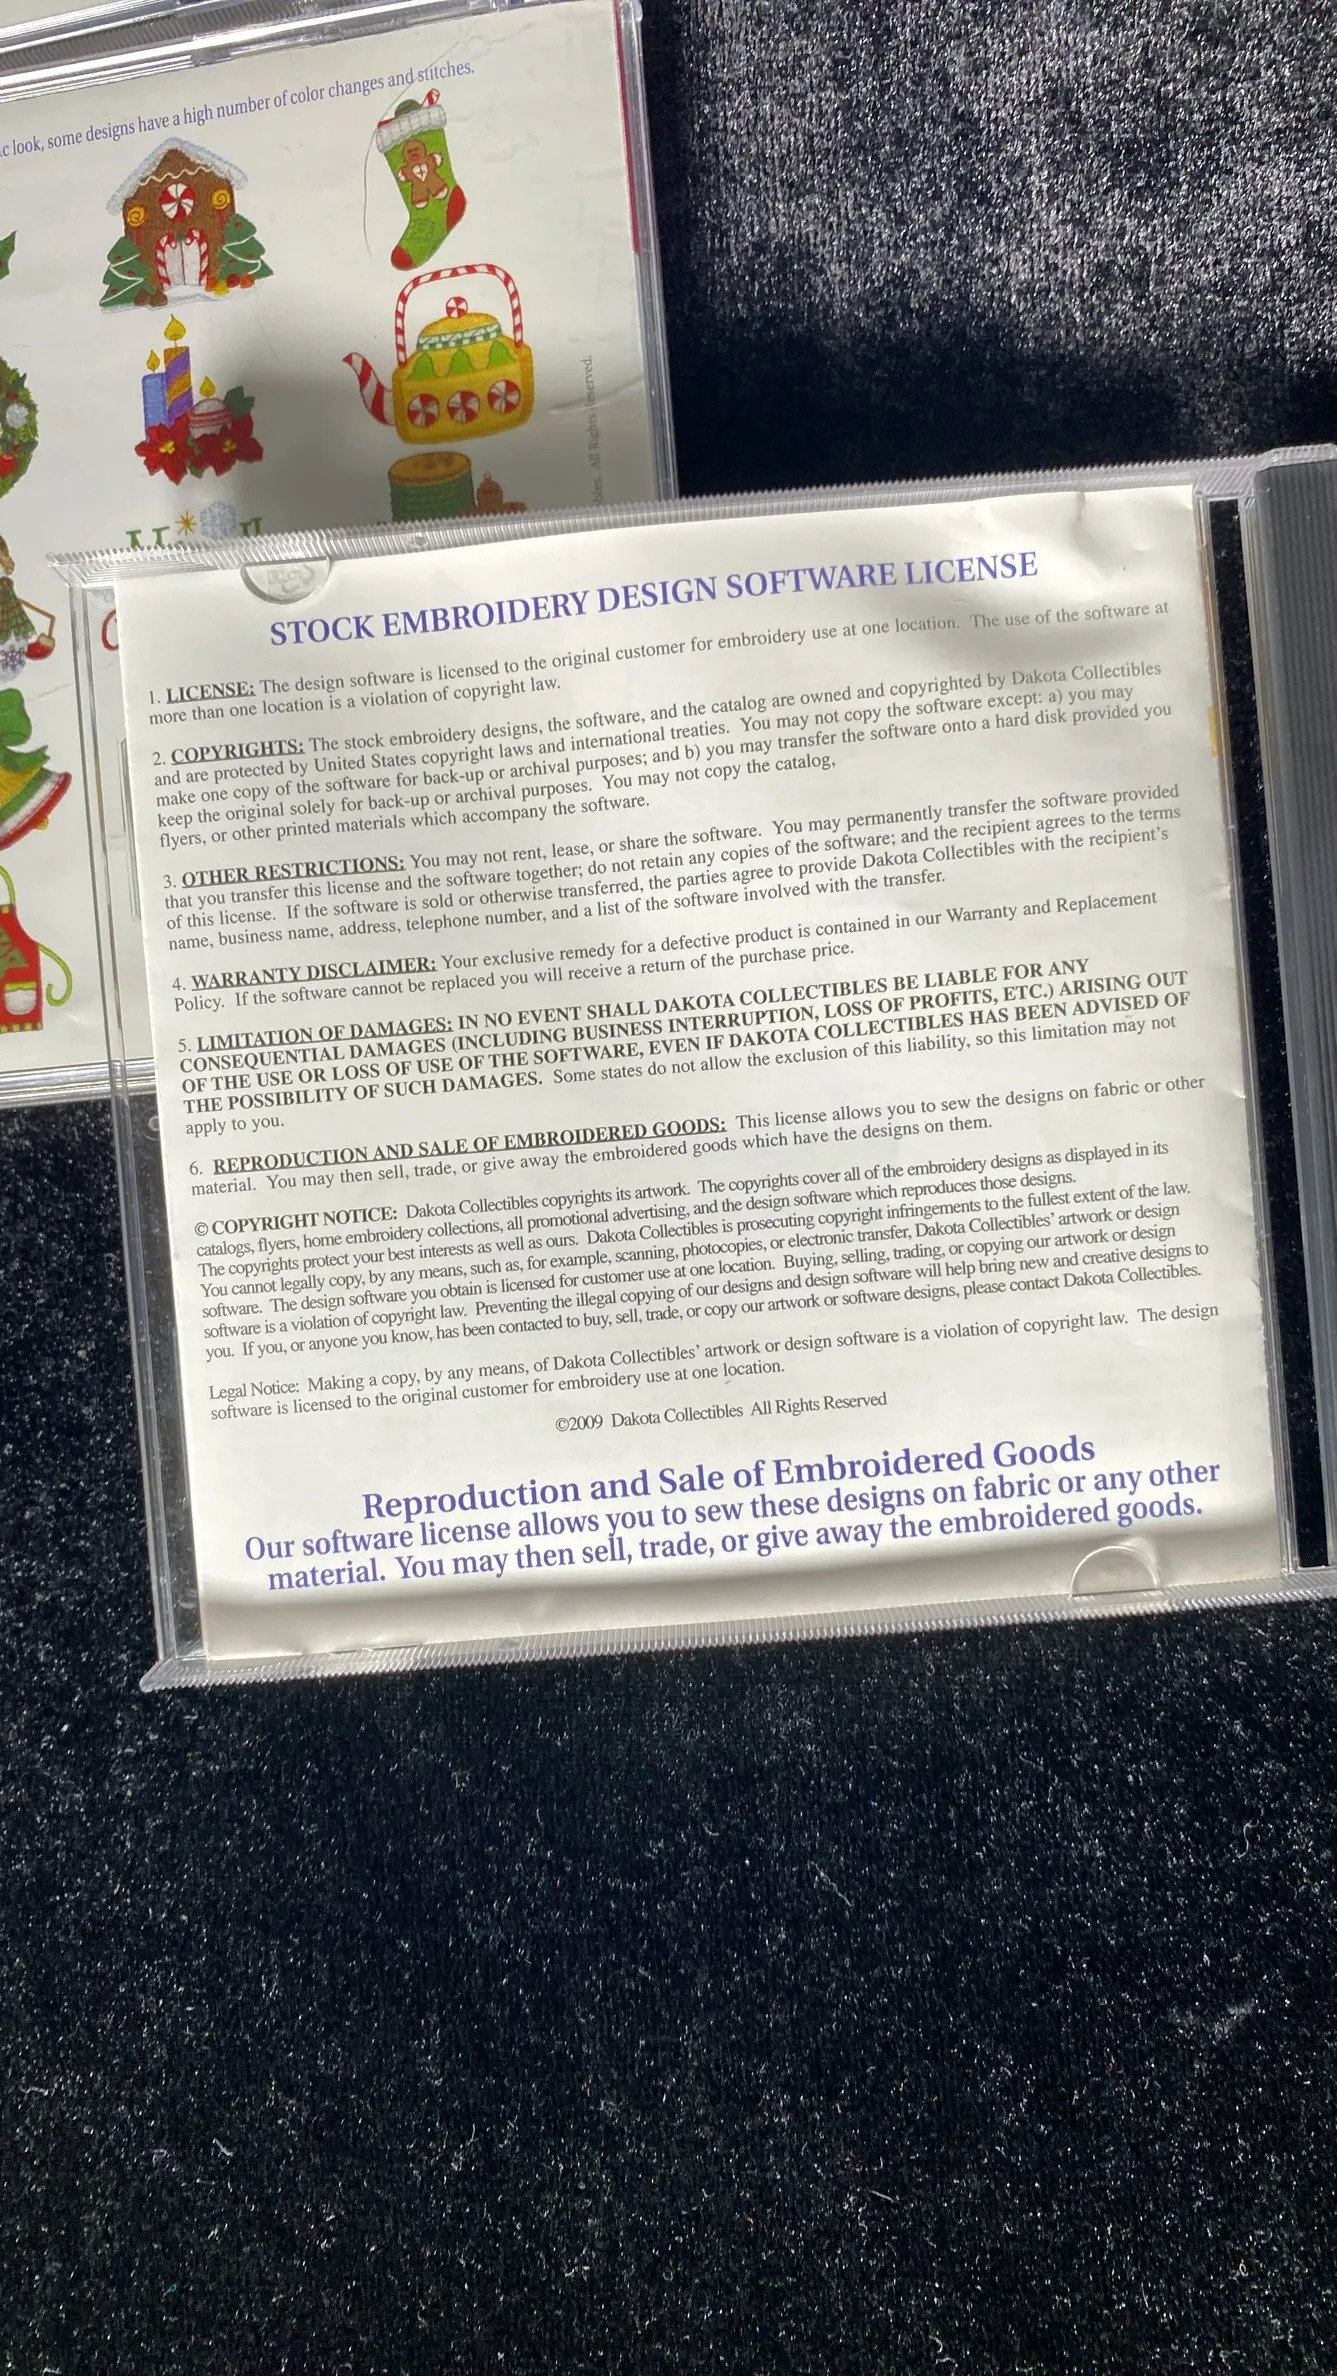 c look, some designs have a high number of color changes and stitches.
bles. All Rights Reserved.
STOCK EMBROIDERY DESIGN SOFTWARE LICENSE
1. LICENSE: The design software is licensed to the original customer for embroidery use at one location. The use of the software at
more than one location is a violation of copyright law.
2. COPYRIGHTS: The stock embroidery designs, the software, and the catalog are owned and copyrighted by Dakota Collectibles
and are protected by United States copyright laws and international treaties. You may not copy the software except: a) you may
make one copy of the software for back-up or archival purposes; and b) you may transfer the software onto a hard disk provided you
keep the original solely for back-up or archival purposes. You may not copy the catalog,
flyers, or other printed materials which accompany the software.
3. OTHER RESTRICTIONS: You may not rent, lease, or share the software. You may permanently transfer the software provided
that you transfer this license and the software together; do not retain any copies of the software; and the recipient agrees to the terms
of this license. If the software is sold or otherwise transferred, the parties agree to provide Dakota Collectibles with the recipient's
name, business name, address, telephone number, and a list of the software involved with the transfer.
4. WARRANTY DISCLAIMER: Your exclusive remedy for a defective product is contained in our Warranty and Replacement
Policy. If the software cannot be replaced you will receive a return of the purchase price.
5. LIMITATION OF DAMAGES: IN NO EVENT SHALL DAKOTA COLLECTIBLES BE LIABLE FOR ANY
CONSEQUENTIAL DAMAGES (INCLUDING BUSINESS INTERRUPTION, LOSS OF PROFITS, ETC.) ARISING OUT
OF THE USE OR LOSS OF USE OF THE SOFTWARE, EVEN IF DAKOTA COLLECTIBLES HAS BEEN ADVISED OF
THE POSSIBILITY OF SUCH DAMAGES. Some states do not allow the exclusion of this liability, so this limitation may not
apply to you.
6. REPRODUCTION AND SALE OF EMBROIDERED GOODS: This license allows you to sew the designs on fabric or other
material. You may then sell, trade, or give away the embroidered goods which have the designs on them.
© COPYRIGHT NOTICE: Dakota Collectibles copyrights its artwork. The copyrights cover all of the embroidery designs as displayed in its
catalogs, flyers, home embroidery collections, all promotional advertising, and the design software which reproduces those designs.
The copyrights protect your best interests as well as ours. Dakota Collectibles is prosecuting copyright infringements to the fullest extent of the law.
You cannot legally copy, by any means, such as, for example, scanning, photocopies, or electronic transfer, Dakota Collectibles' artwork or design
software. The design software you obtain is licensed for customer use at one location. Buying, selling, trading, or copying our artwork or design
software is a violation of copyright law. Preventing the illegal copying of our designs and design software will help bring new and creative designs to
you. If you, or anyone you know, has been contacted to buy, sell, trade, or copy our artwork or software designs, please contact Dakota Collectibles.
Legal Notice: Making a copy, by any means, of Dakota Collectibles' artwork or design software is a violation of copyright law. The design
software is licensed to the original customer for embroidery use at one location.
©2009 Dakota Collectibles All Rights Reserved
Reproduction and Sale of Embroidered Goods
Our software license allows you to sew these designs on fabric or any other
material. You may then sell, trade, or give away the embroidered goods.